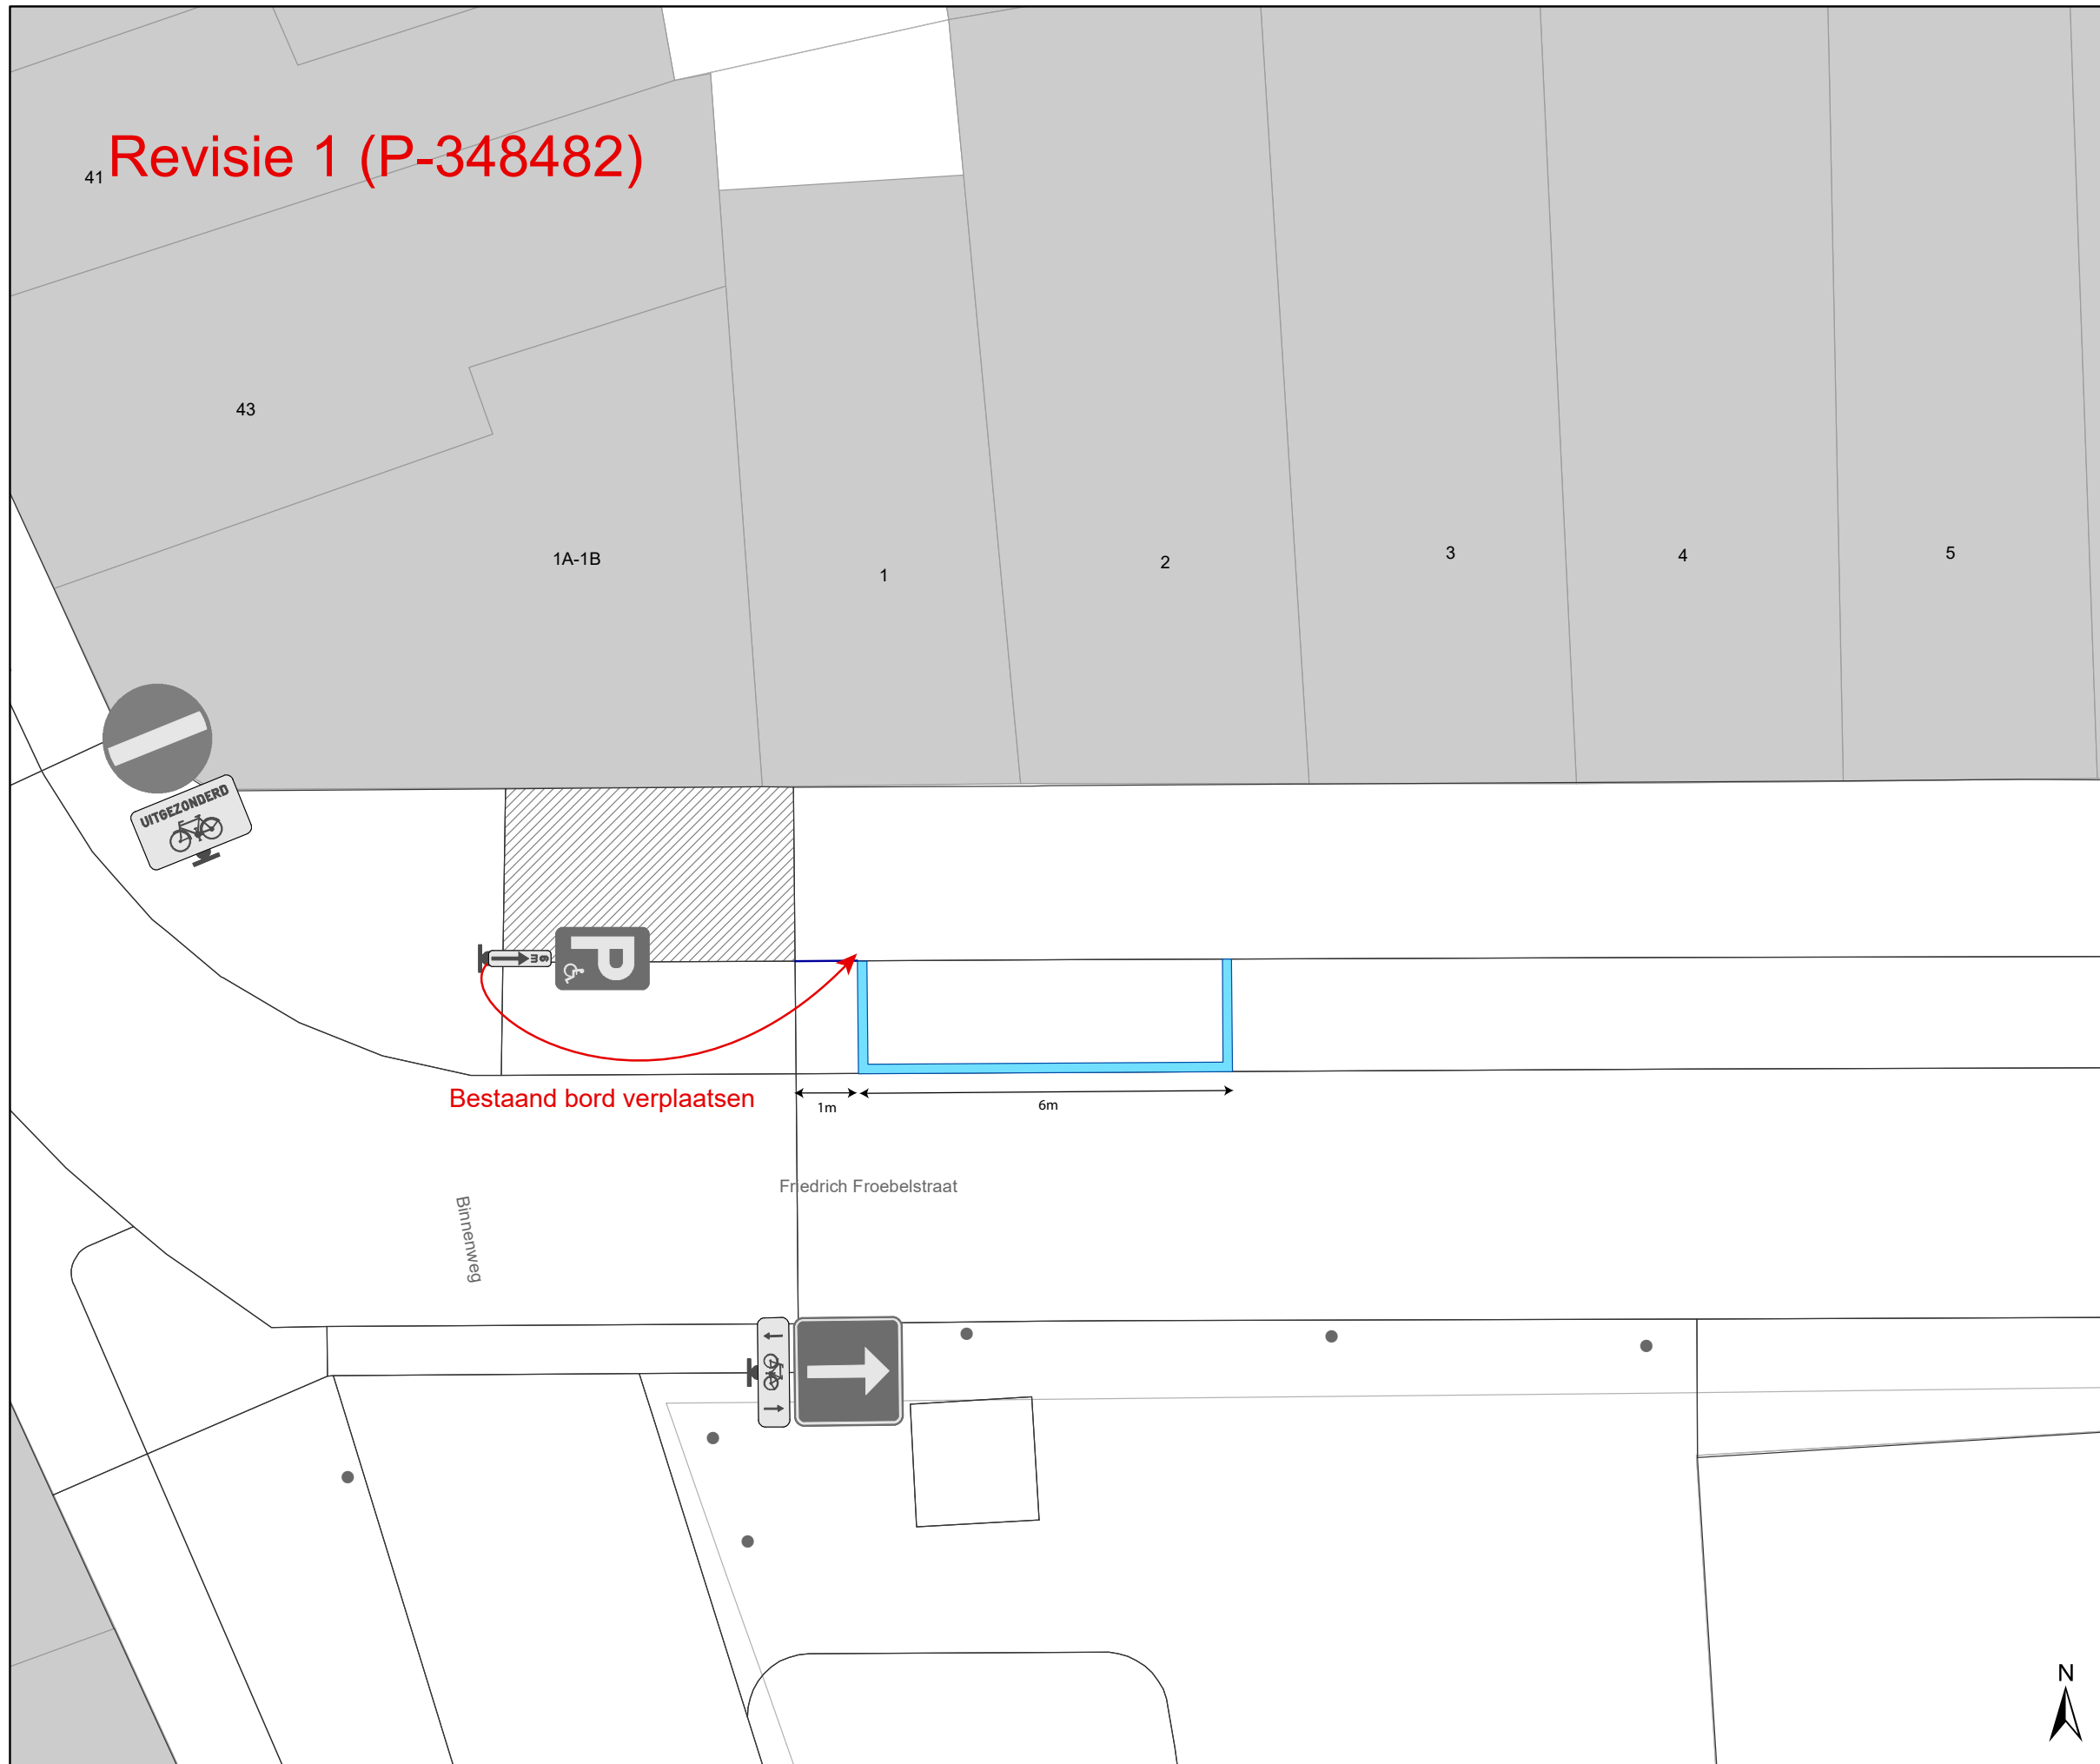 Revisie 1 (P-348482)
41
43
1A-1B
1
2
3
4
5
UITGEZONDERD
6 m
P
Bestaand bord verplaatsen
1m
6m
Friedrich Froebelstraat
Binnenweg
N